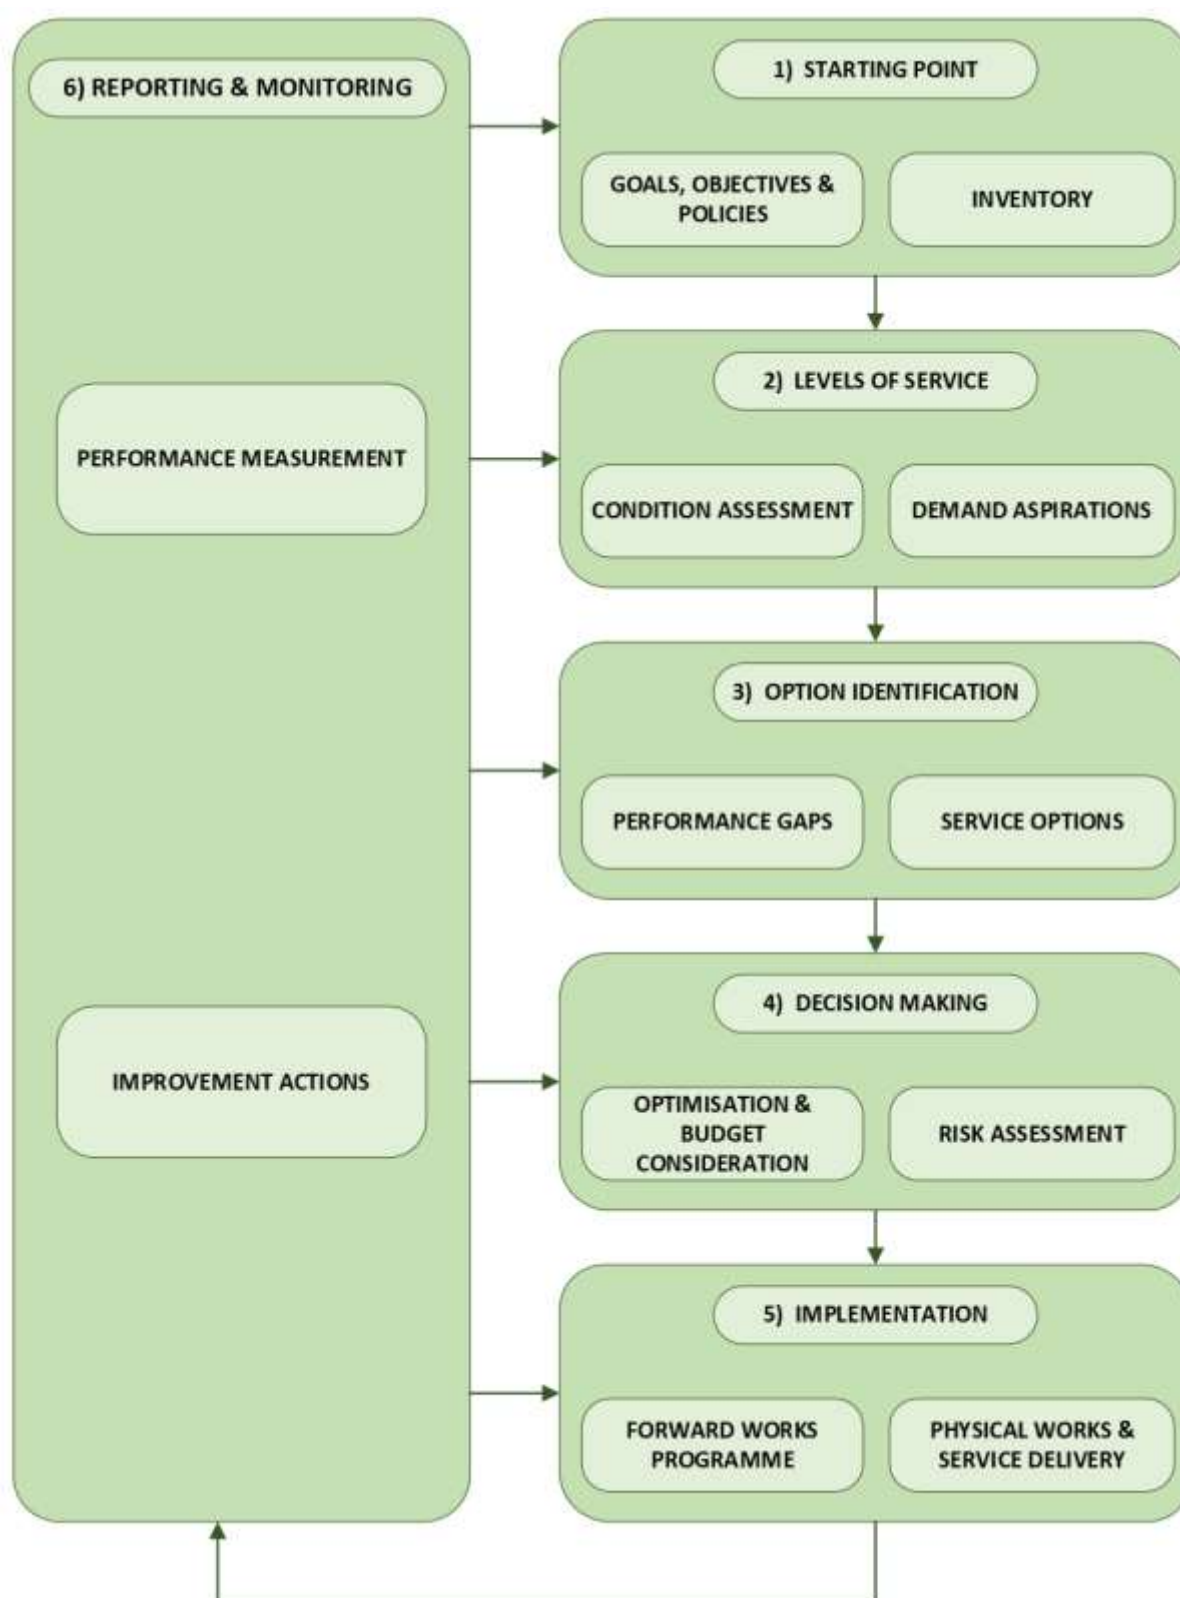 6) REPORTING & MONITORING
PERFORMANCE MEASUREMENT
IMPROVEMENT ACTIONS
1) STARTING POINT
GOALS, OBJECTIVES &
POLICIES
INVENTORY
2) LEVELS OF SERVICE
CONDITION ASSESSMENT
DEMAND ASPIRATIONS
3) OPTION IDENTIFICATION
PERFORMANCE GAPS
SERVICE OPTIONS
4) DECISION MAKING
OPTIMISATION &
BUDGET
CONSIDERATION
RISK ASSESSMENT
5) IMPLEMENTATION
FORWARD WORKS
PROGRAMME
PHYSICAL WORKS &
SERVICE DELIVERY